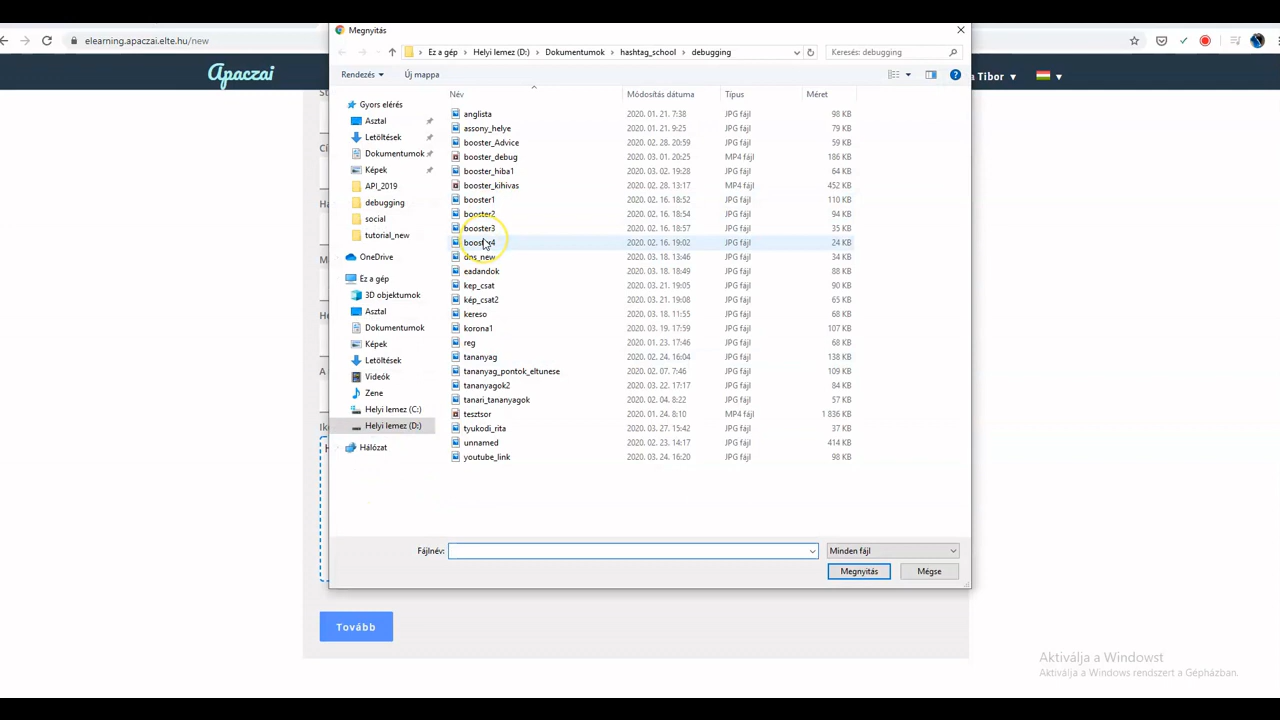 Megnyitás
elearning.apaczai.elte.hu/new
Ez a gép > Helyi lemez (D:) > Dokumentumok > hashtag_school > debugging
Keresés: debugging
Apaczai
Rendezés
Új mappa
a Tibor
Név Módosítás dátuma Típus Méret
Gyors elérés
Asztal
Letöltések
Dokumentumok
Képek
API_2019
debugging
social
tutorial_new
OneDrive
Ez a gép
3D objektumok
Asztal
Dokumentumok
Képek
Letöltések
Videók
Zene
Helyi lemez (C:)
Helyi lemez (D:)
Hálózat
anglista 2020. 01. 21. 7:38 JPG fájl 98 KB
assony_helye 2020. 01. 21. 9:25 JPG fájl 79 KB
booster_Advice 2020. 02. 28. 20:59 JPG fájl 59 KB
booster_debug 2020. 03. 01. 20:25 MP4 fájl 186 KB
booster_hiba1 2020. 03. 02. 19:28 JPG fájl 64 KB
booster_kihivas 2020. 02. 28. 13:17 MP4 fájl 452 KB
booster1 2020. 02. 16. 18:52 JPG fájl 110 KB
booster2 2020. 02. 16. 18:54 JPG fájl 94 KB
booster3 2020. 02. 16. 18:57 JPG fájl 35 KB
booster4 2020. 02. 16. 19:02 JPG fájl 24 KB
dns_new 2020. 03. 18. 13:46 JPG fájl 34 KB
eadandok 2020. 03. 18. 18:49 JPG fájl 88 KB
kep_csat 2020. 03. 21. 19:05 JPG fájl 90 KB
kép_csat2 2020. 03. 21. 19:08 JPG fájl 65 KB
kereso 2020. 03. 18. 11:55 JPG fájl 68 KB
korona1 2020. 03. 19. 17:59 JPG fájl 107 KB
reg 2020. 01. 23. 17:46 JPG fájl 68 KB
tananyag 2020. 02. 24. 16:04 JPG fájl 138 KB
tananyag_pontok_eltunese 2020. 02. 07. 7:46 JPG fájl 109 KB
tananyagok2 2020. 03. 22. 17:17 JPG fájl 84 KB
tanari_tananyagok 2020. 02. 04. 8:22 JPG fájl 57 KB
tesztsor 2020. 01. 24. 8:10 MP4 fájl 1 836 KB
tyukodi_rita 2020. 03. 27. 15:42 JPG fájl 37 KB
unnamed 2020. 02. 23. 14:17 JPG fájl 414 KB
youtube_link 2020. 03. 24. 16:20 JPG fájl 98 KB
Fájlnév:
Minden fájl
Megnyitás
Mégse
Tovább
Aktiválja a Windowst
Aktiválja a Windows rendszert a Gépházban.